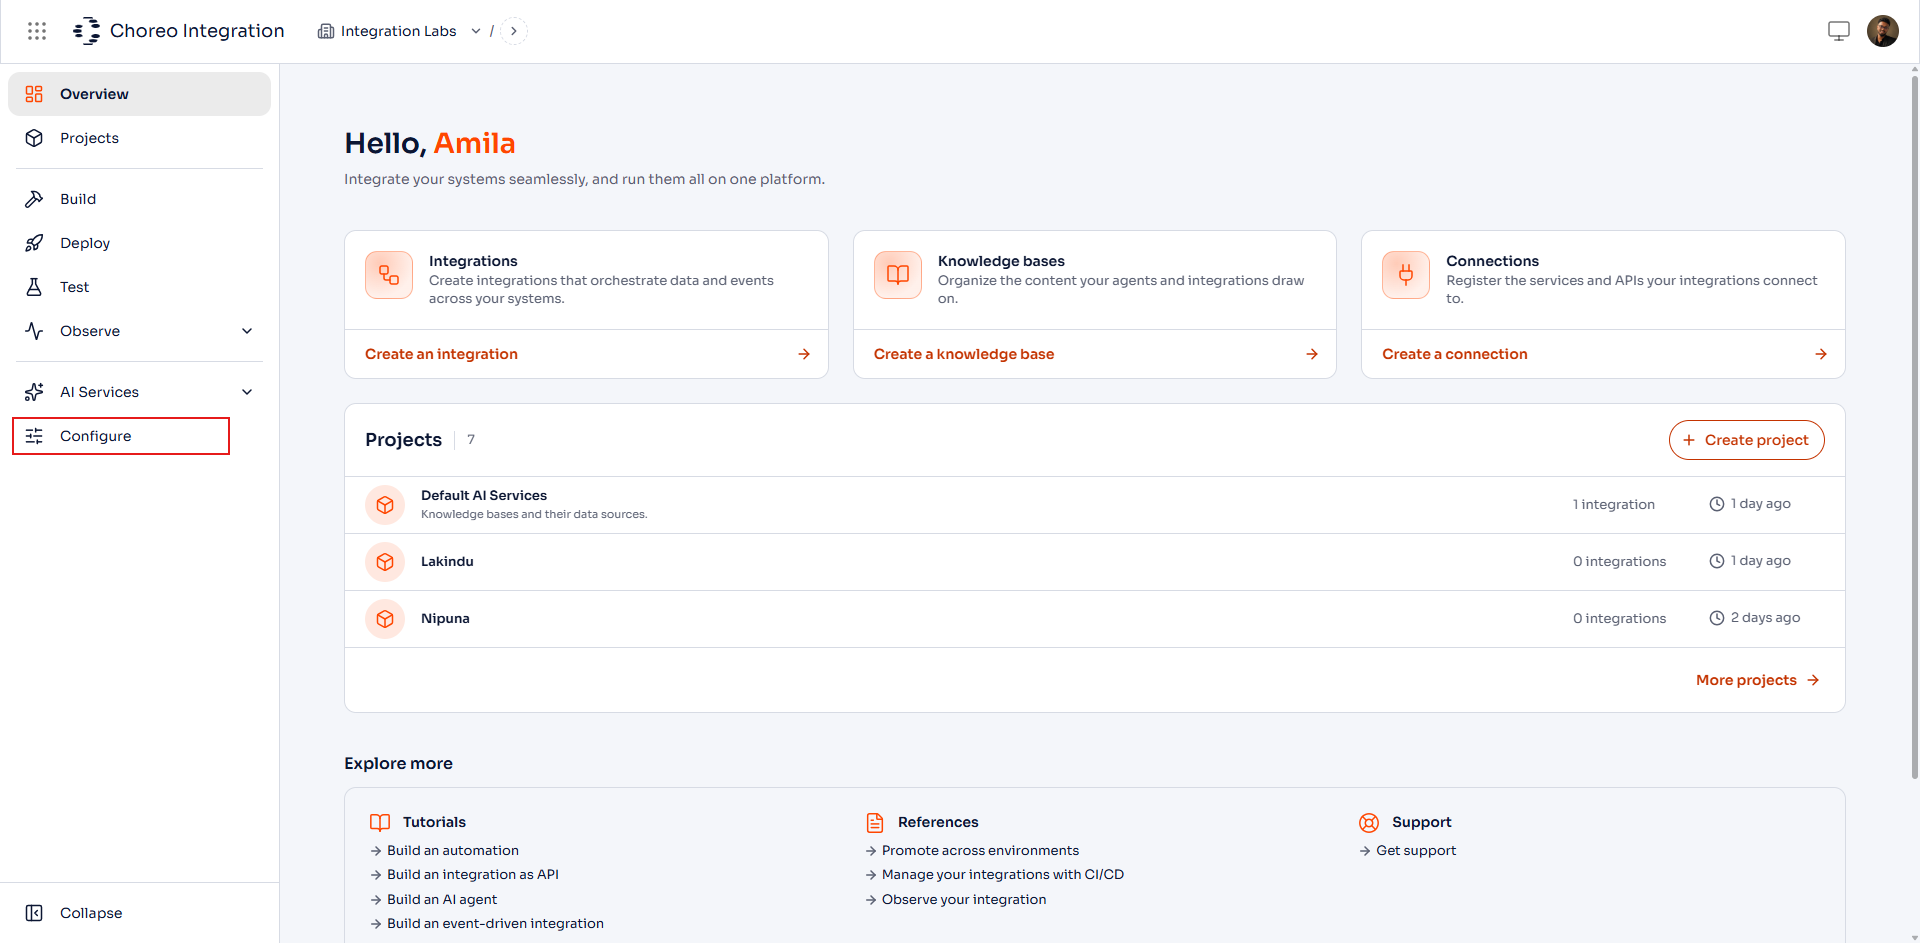 Choreo Integration
Integration Labs
/
Overview
Projects
Build
Deploy
Test
Observe
AI Services
Configure
Collapse
Hello, Amila
Integrate your systems seamlessly, and run them all on one platform.
Integrations
Create integrations that orchestrate data and events
across your systems.
Create an integration
Knowledge bases
Organize the content your agents and integrations draw
on.
Create a knowledge base
Connections
Register the services and APIs your integrations connect
to.
Create a connection
Projects 7
+ Create project
Default AI Services
Knowledge bases and their data sources.
1 integration
1 day ago
Lakindu
0 integrations
1 day ago
Nipuna
0 integrations
2 days ago
More projects
Explore more
Tutorials
Build an automation
Build an integration as API
Build an AI agent
Build an event-driven integration
References
Promote across environments
Manage your integrations with CI/CD
Observe your integration
Support
Get support